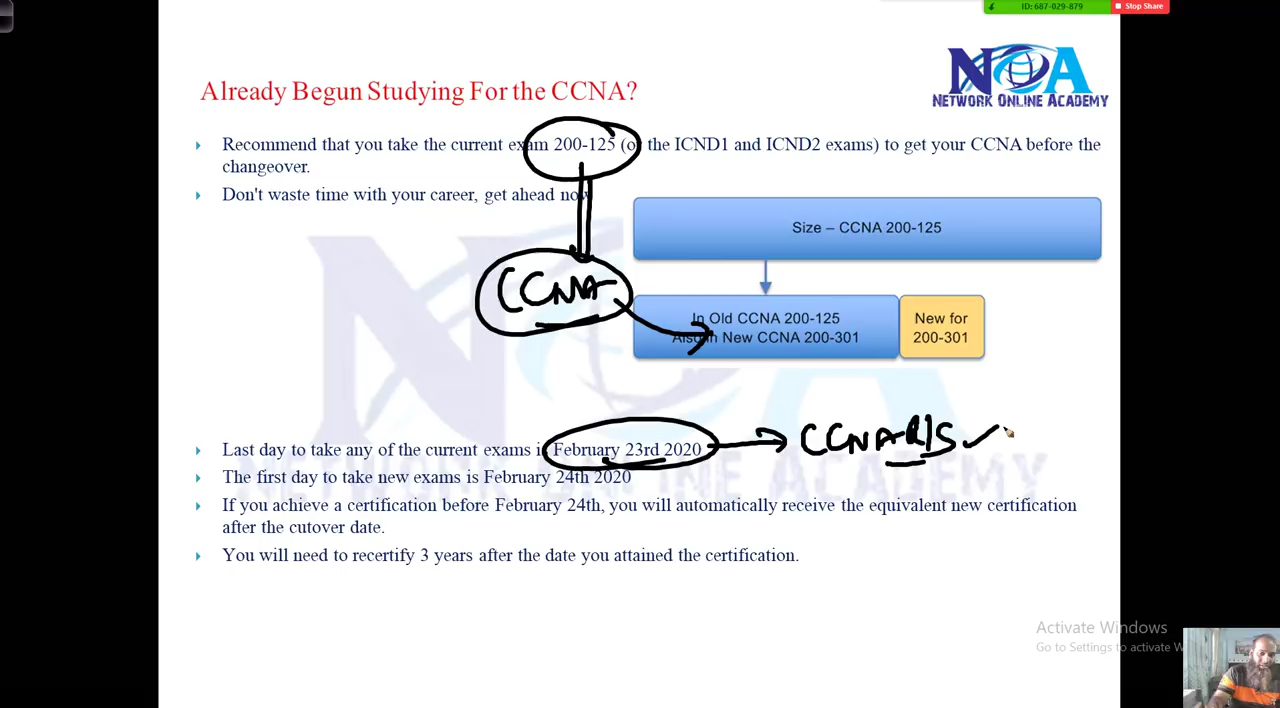 ID: 687-029-879 Stop Share
NOA
NETWORK ONLINE ACADEMY
Already Begun Studying For the CCNA?
Recommend that you take the current exam 200-125 (or the ICND1 and ICND2 exams) to get your CCNA before the
changeover.
Don't waste time with your career, get ahead now
Size – CCNA 200-125
CCNA
In Old CCNA 200-125
Also in New CCNA 200-301
New for
200-301
CCNA R/S
Last day to take any of the current exams is February 23rd 2020
The first day to take new exams is February 24th 2020
If you achieve a certification before February 24th, you will automatically receive the equivalent new certification
after the cutover date.
You will need to recertify 3 years after the date you attained the certification.
NOA
NETWORK ONLINE ACADEMY
Activate Windows
Go to Settings to activate W